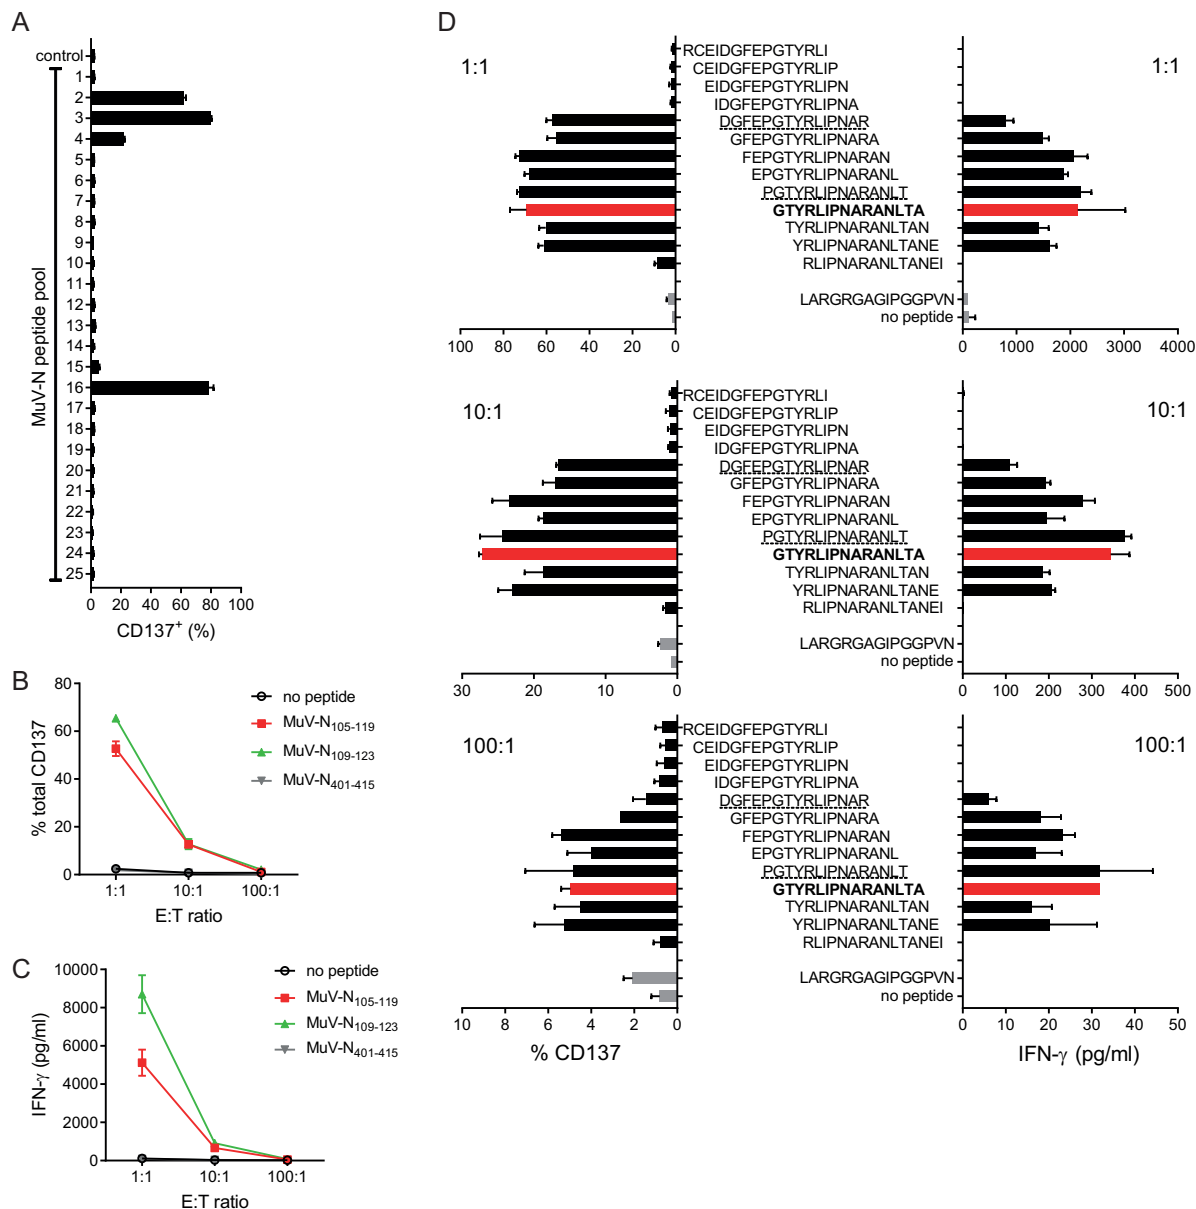 A
control
1
2
3
4
5
6
7
8
9
10
11
12
13
14
15
16
17
18
19
20
21
22
23
24
25
MuV-N peptide pool
0 20 40 60 80 100
CD137+ (%)
B
80
60
40
20
0
% total CD137
1:1 10:1 100:1
E:T ratio
no peptide
MuV-N105-119
MuV-N109-123
MuV-N401-415
C
10000
8000
6000
4000
2000
0
IFN-γ (pg/ml)
1:1 10:1 100:1
E:T ratio
no peptide
MuV-N105-119
MuV-N109-123
MuV-N401-415
D
1:1 1:1
RCEIDGFEPGTYRLI
CEIDGFEPGTYRLIP
EIDGFEPGTYRLIPN
IDGFEPGTYRLIPNA
DGFEPGTYRLIPNAR
GFEPGTYRLIPNARA
FEPGTYRLIPNARAN
EPGTYRLIPNARANL
PGTYRLIPNARANLT
GTYRLIPNARANLTA
TYRLIPNARANLTAN
YRLIPNARANLTANE
RLIPNARANLTANEI
LARGRGAGIPGGPVN
no peptide
100 80 60 40 20 0
0 1000 2000 3000 4000
10:1 10:1
RCEIDGFEPGTYRLI
CEIDGFEPGTYRLIP
EIDGFEPGTYRLIPN
IDGFEPGTYRLIPNA
DGFEPGTYRLIPNAR
GFEPGTYRLIPNARA
FEPGTYRLIPNARAN
EPGTYRLIPNARANL
PGTYRLIPNARANLT
GTYRLIPNARANLTA
TYRLIPNARANLTAN
YRLIPNARANLTANE
RLIPNARANLTANEI
LARGRGAGIPGGPVN
no peptide
30 20 10 0
0 100 200 300 400 500
100:1 100:1
RCEIDGFEPGTYRLI
CEIDGFEPGTYRLIP
EIDGFEPGTYRLIPN
IDGFEPGTYRLIPNA
DGFEPGTYRLIPNAR
GFEPGTYRLIPNARA
FEPGTYRLIPNARAN
EPGTYRLIPNARANL
PGTYRLIPNARANLT
GTYRLIPNARANLTA
TYRLIPNARANLTAN
YRLIPNARANLTANE
RLIPNARANLTANEI
LARGRGAGIPGGPVN
no peptide
10 8 6 4 2 0
0 10 20 30 40 50
% CD137
IFN-γ (pg/ml)